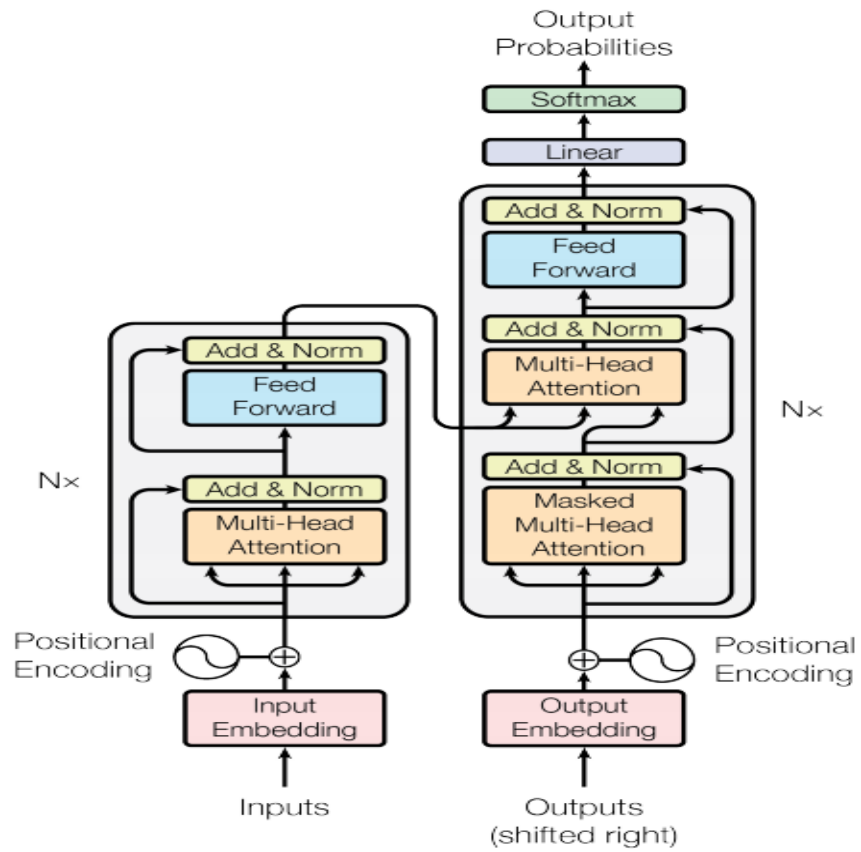 Output
Probabilities
Softmax
Linear
Add & Norm
Feed
Forward
Add & Norm
Multi-Head
Attention
Add & Norm
Masked
Multi-Head
Attention
Nx
Add & Norm
Feed
Forward
Add & Norm
Multi-Head
Attention
Nx
Positional
Encoding
Positional
Encoding
Input
Embedding
Output
Embedding
Inputs
Outputs
(shifted right)